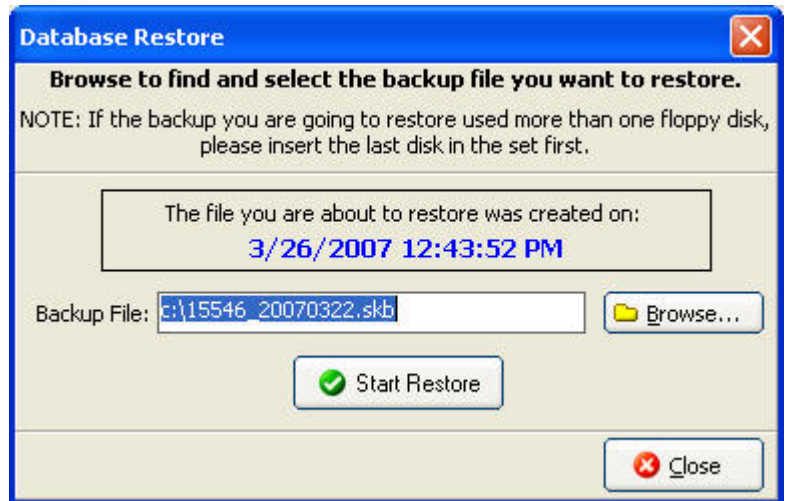 Database Restore
Browse to find and select the backup file you want to restore.
NOTE: If the backup you are going to restore used more than one floppy disk,
please insert the last disk in the set first.
The file you are about to restore was created on:
3/26/2007 12:43:52 PM
Backup File: c:\15546_20070322.skb Browse...
Start Restore
Close